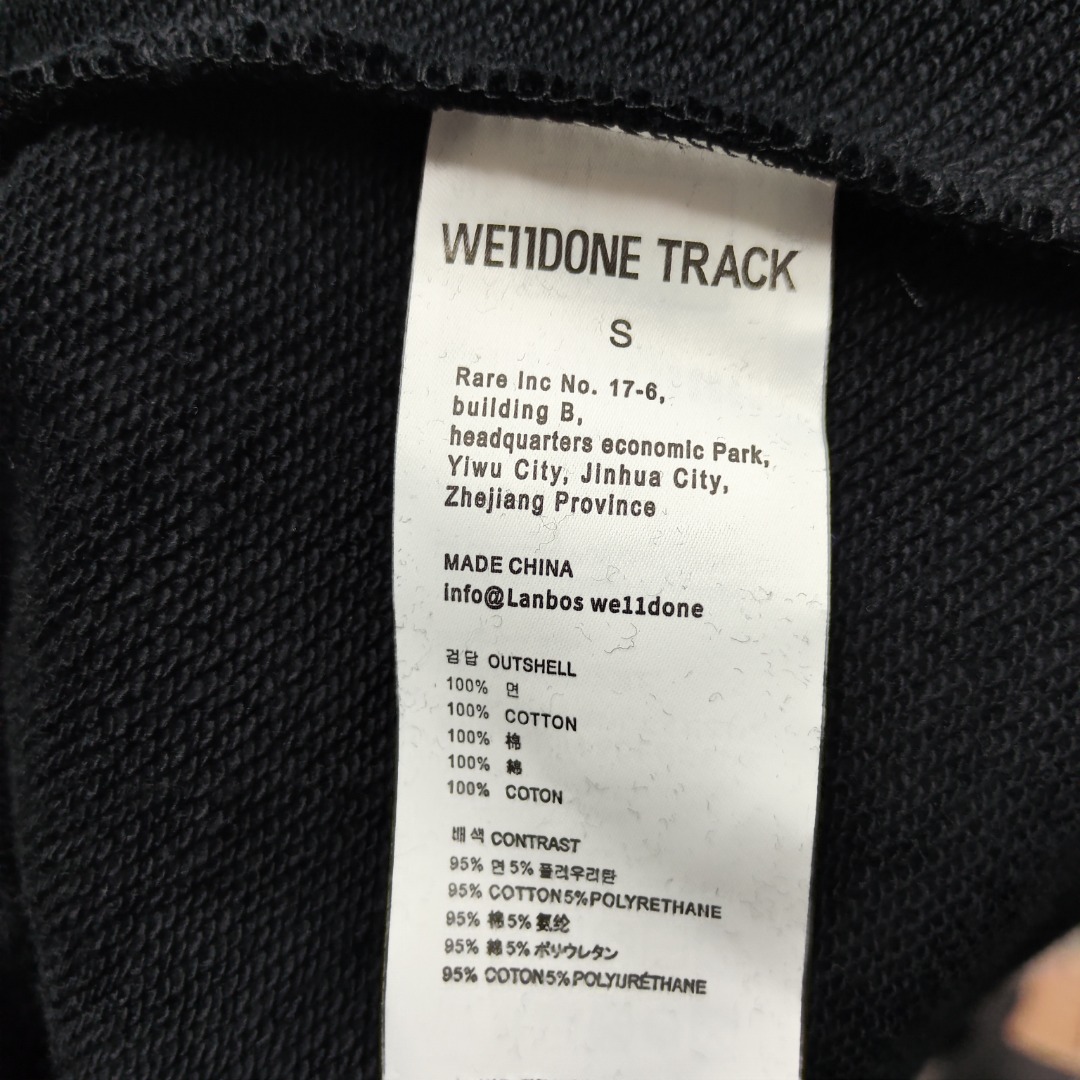 WE11DONE TRACK
S
Rare Inc No. 17-6,
building B,
headquarters economic Park,
Yiwu City, Jinhua City,
Zhejiang Province
MADE CHINA
info@Lanbos we11done
검답 OUTSHELL
100% 면
100% COTTON
100% 棉
100% 綿
100% COTON
배색 CONTRAST
95% 면 5% 폴리우리탄
95% COTTON5%POLYRETHANE
95% 棉 5% 氨纶
95% 綿 5% ポリウレタン
95% COTON5%POLYURÉTHANE